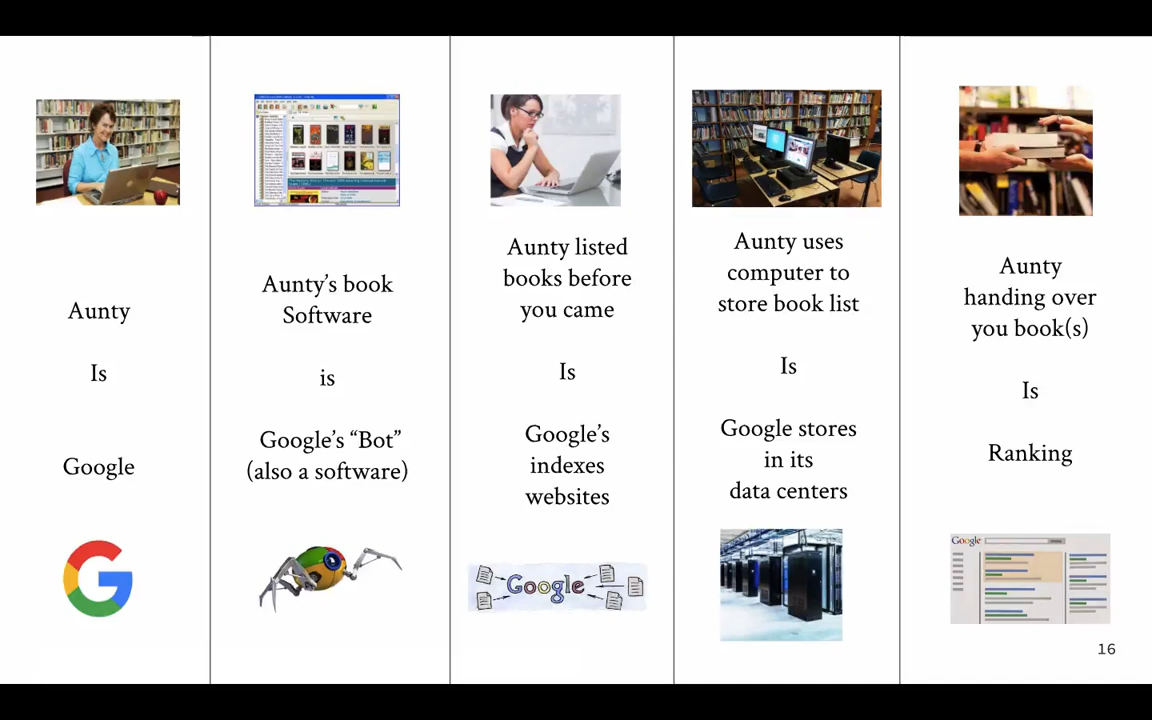 Aunty
Is
Google
Aunty's book
Software
is
Google's “Bot”
(also a software)
Aunty listed
books before
you came
Is
Google's
indexes
websites
Google
Aunty uses
computer to
store book list
Is
Google stores
in its
data centers
Aunty
handing over
you book(s)
Is
Ranking
Google
16